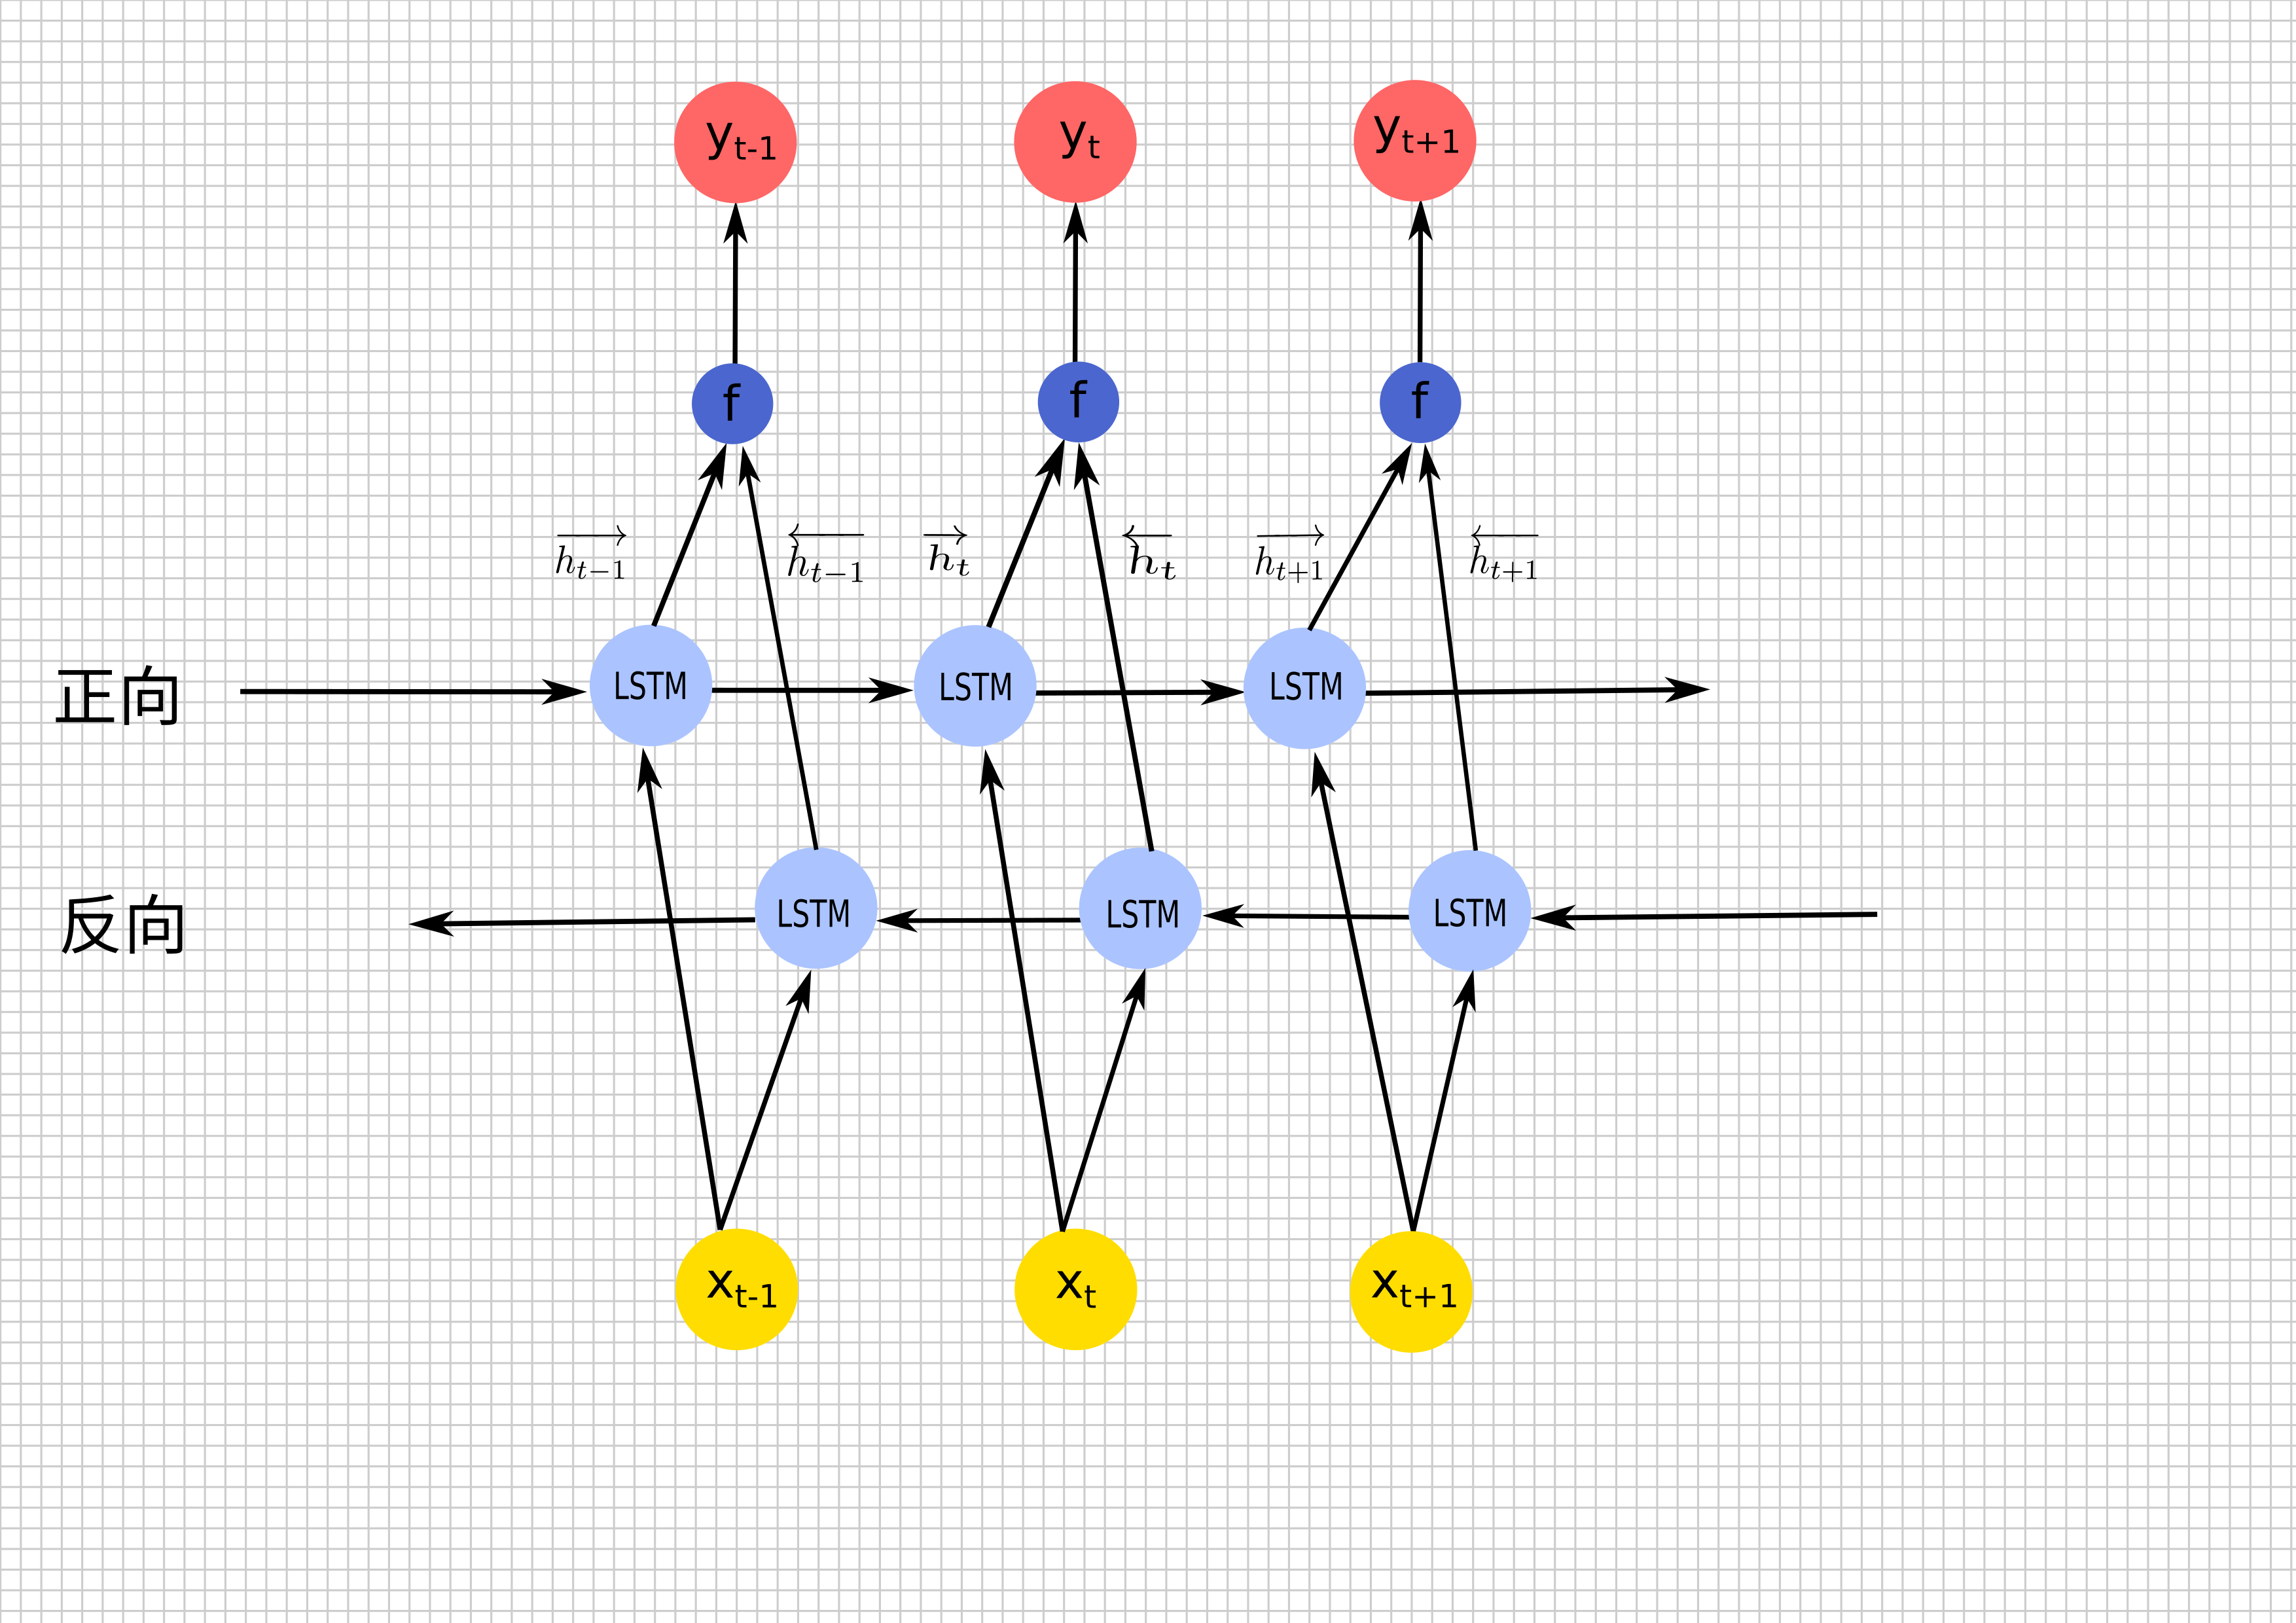 y_{t-1} y_t y_{t+1}
f f f
\overrightarrow{h_{t-1}} \overleftarrow{h_{t-1}} \overrightarrow{h_t} \overleftarrow{h_t} \overrightarrow{h_{t+1}} \overleftarrow{h_{t+1}}
正向 LSTM LSTM LSTM
反向 LSTM LSTM LSTM
x_{t-1} x_t x_{t+1}